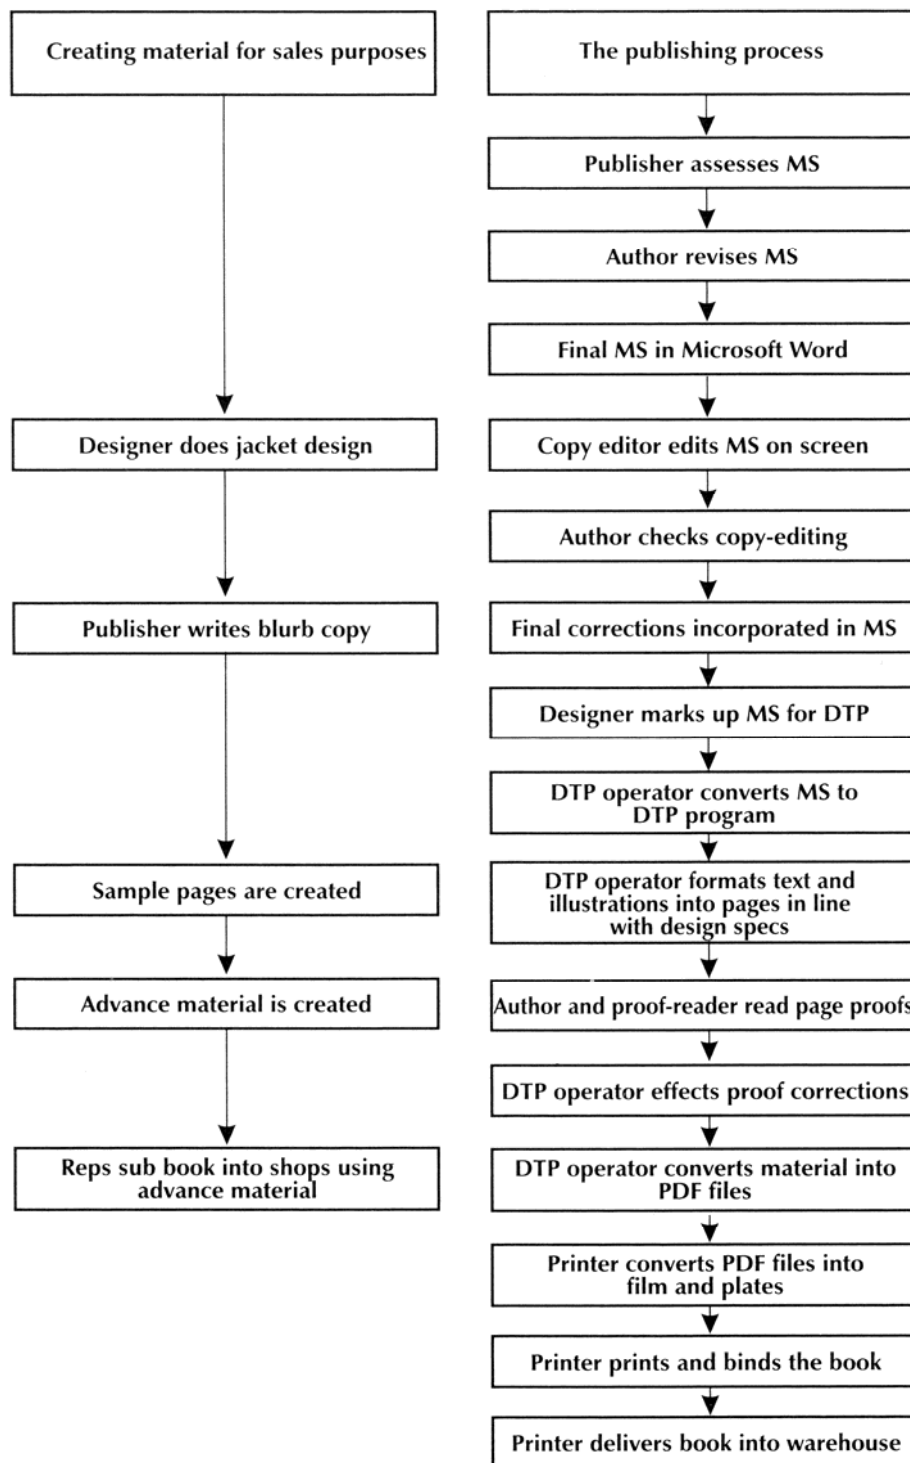 Creating material for sales purposes
Designer does jacket design
Publisher writes blurb copy
Sample pages are created
Advance material is created
Reps sub book into shops using
advance material
The publishing process
Publisher assesses MS
Author revises MS
Final MS in Microsoft Word
Copy editor edits MS on screen
Author checks copy-editing
Final corrections incorporated in MS
Designer marks up MS for DTP
DTP operator converts MS to
DTP program
DTP operator formats text and
illustrations into pages in line
with design specs
Author and proof-reader read page proofs
DTP operator effects proof corrections
DTP operator converts material into
PDF files
Printer converts PDF files into
film and plates
Printer prints and binds the book
Printer delivers book into warehouse